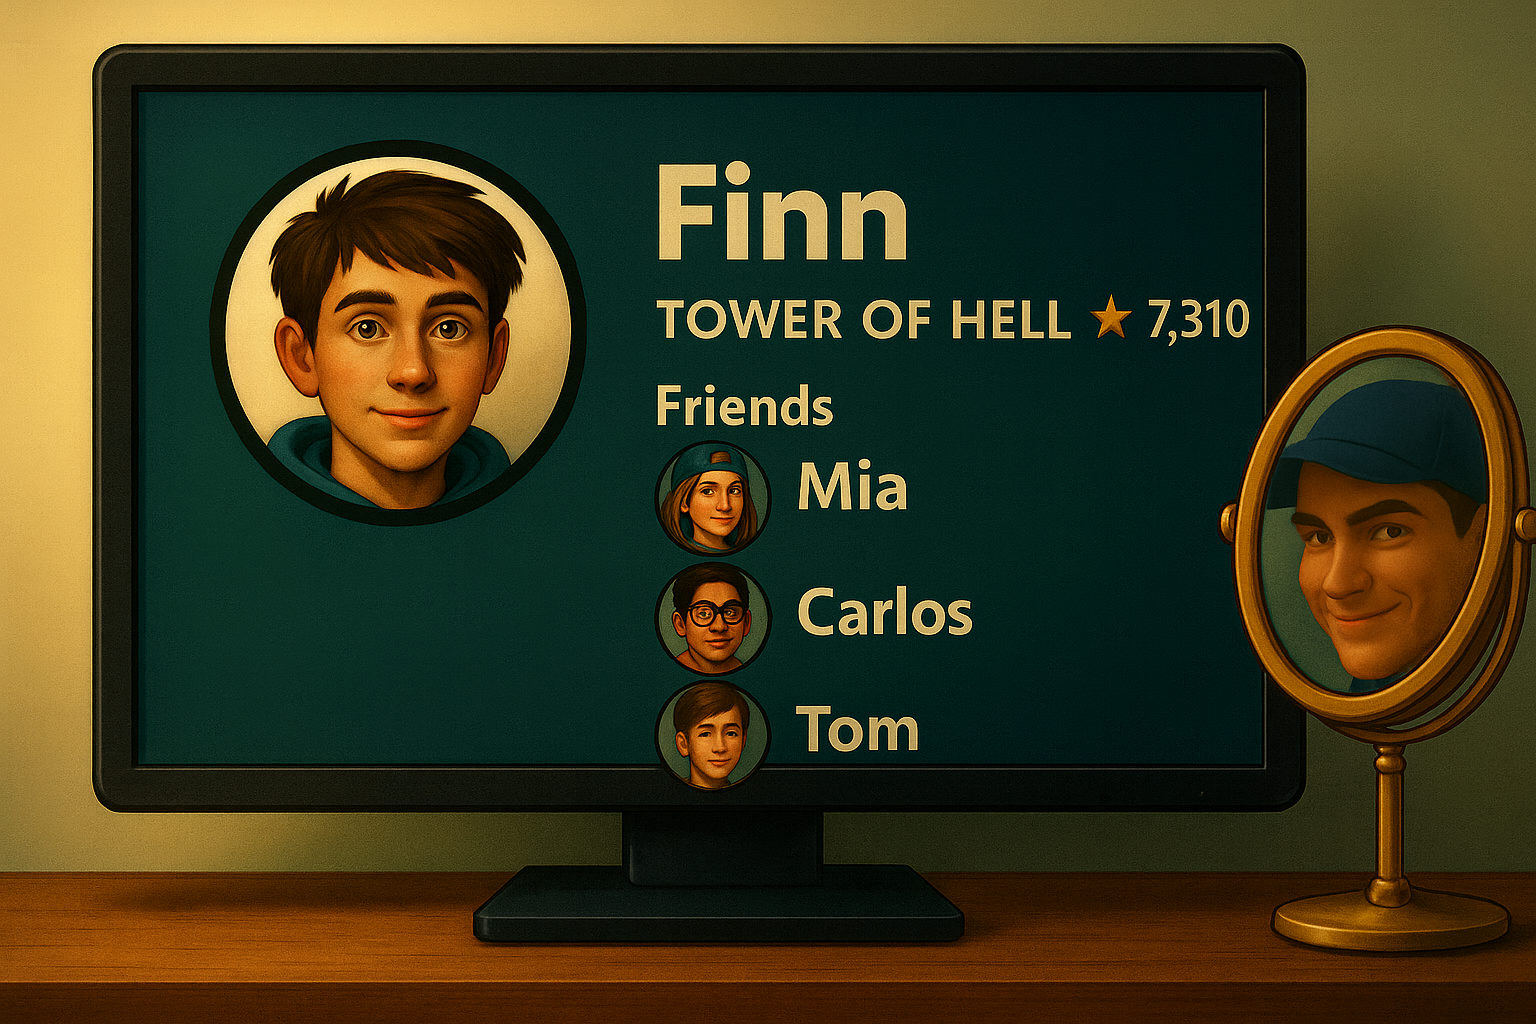 Finn
TOWER OF HELL ★ 7,310
Friends
Mia
Carlos
Tom